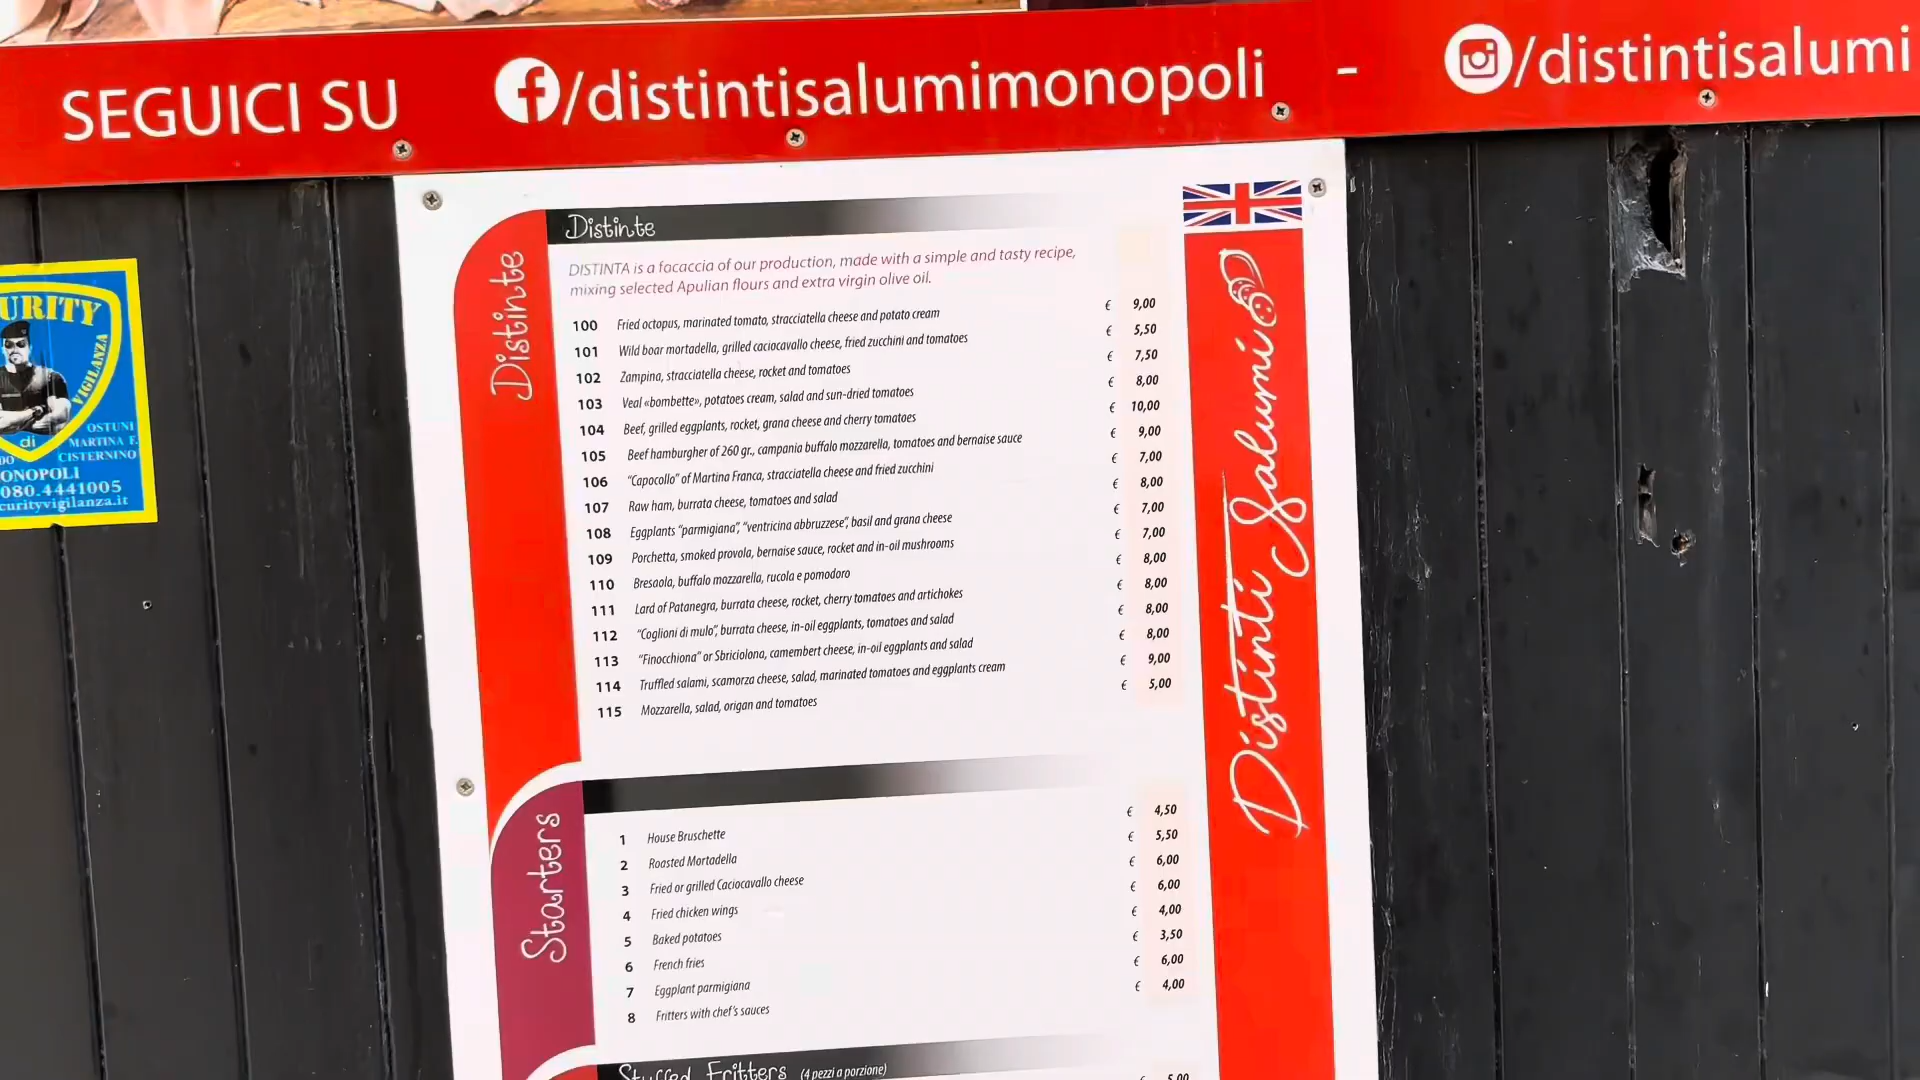 SEGUICI SU /distintisalumimonopoli - /distintisalumi
Distinte
Distinte
DISTINTA is a focaccia of our production, made with a simple and tasty recipe,
mixing selected Apulian flours and extra virgin olive oil.
100 Fried octopus, marinated tomato, stracciatella cheese and potato cream € 9,00
101 Wild boar mortadella, grilled caciocavallo cheese, fried zucchini and tomatoes € 5,50
102 Zampina, stracciatella cheese, rocket and tomatoes € 7,50
103 Veal «bombette», potatoes cream, salad and sun-dried tomatoes € 8,00
104 Beef, grilled eggplants, rocket, grana cheese and cherry tomatoes € 10,00
105 Beef hamburgher of 260 gr., campania buffalo mozzarella, tomatoes and bernaise sauce € 9,00
106 "Capocollo" of Martina Franca, stracciatella cheese and fried zucchini € 7,00
107 Raw ham, burrata cheese, tomatoes and salad € 8,00
108 Eggplants "parmigiana", "ventricina abbruzzese", basil and grana cheese € 7,00
109 Porchetta, smoked provola, bernaise sauce, rocket and in-oil mushrooms € 7,00
110 Bresaola, buffalo mozzarella, rucola e pomodoro € 8,00
111 Lard of Patanegra, burrata cheese, rocket, cherry tomatoes and artichokes € 8,00
112 "Coglioni di mulo", burrata cheese, in-oil eggplants, tomatoes and salad € 8,00
113 "Finocchiona" or Sbriciolona, camembert cheese, in-oil eggplants and salad € 8,00
114 Truffled salami, scamorza cheese, salad, marinated tomatoes and eggplants cream € 9,00
115 Mozzarella, salad, origan and tomatoes € 5,00
Starters
1 House Bruschette € 4,50
2 Roasted Mortadella € 5,50
3 Fried or grilled Caciocavallo cheese € 6,00
4 Fried chicken wings € 6,00
5 Baked potatoes € 4,00
6 French fries € 3,50
7 Eggplant parmigiana € 6,00
8 Fritters with chef's sauces € 4,00
Stuffed Fritters (4 pezzi a porzione)
€ 5,00
Distinti Salumi
URITY
VIGILANZA
di
OSTUNI
MARTINA F.
CISTERNINO
ONOPOLI
080.4441005
curityvigilanza.it